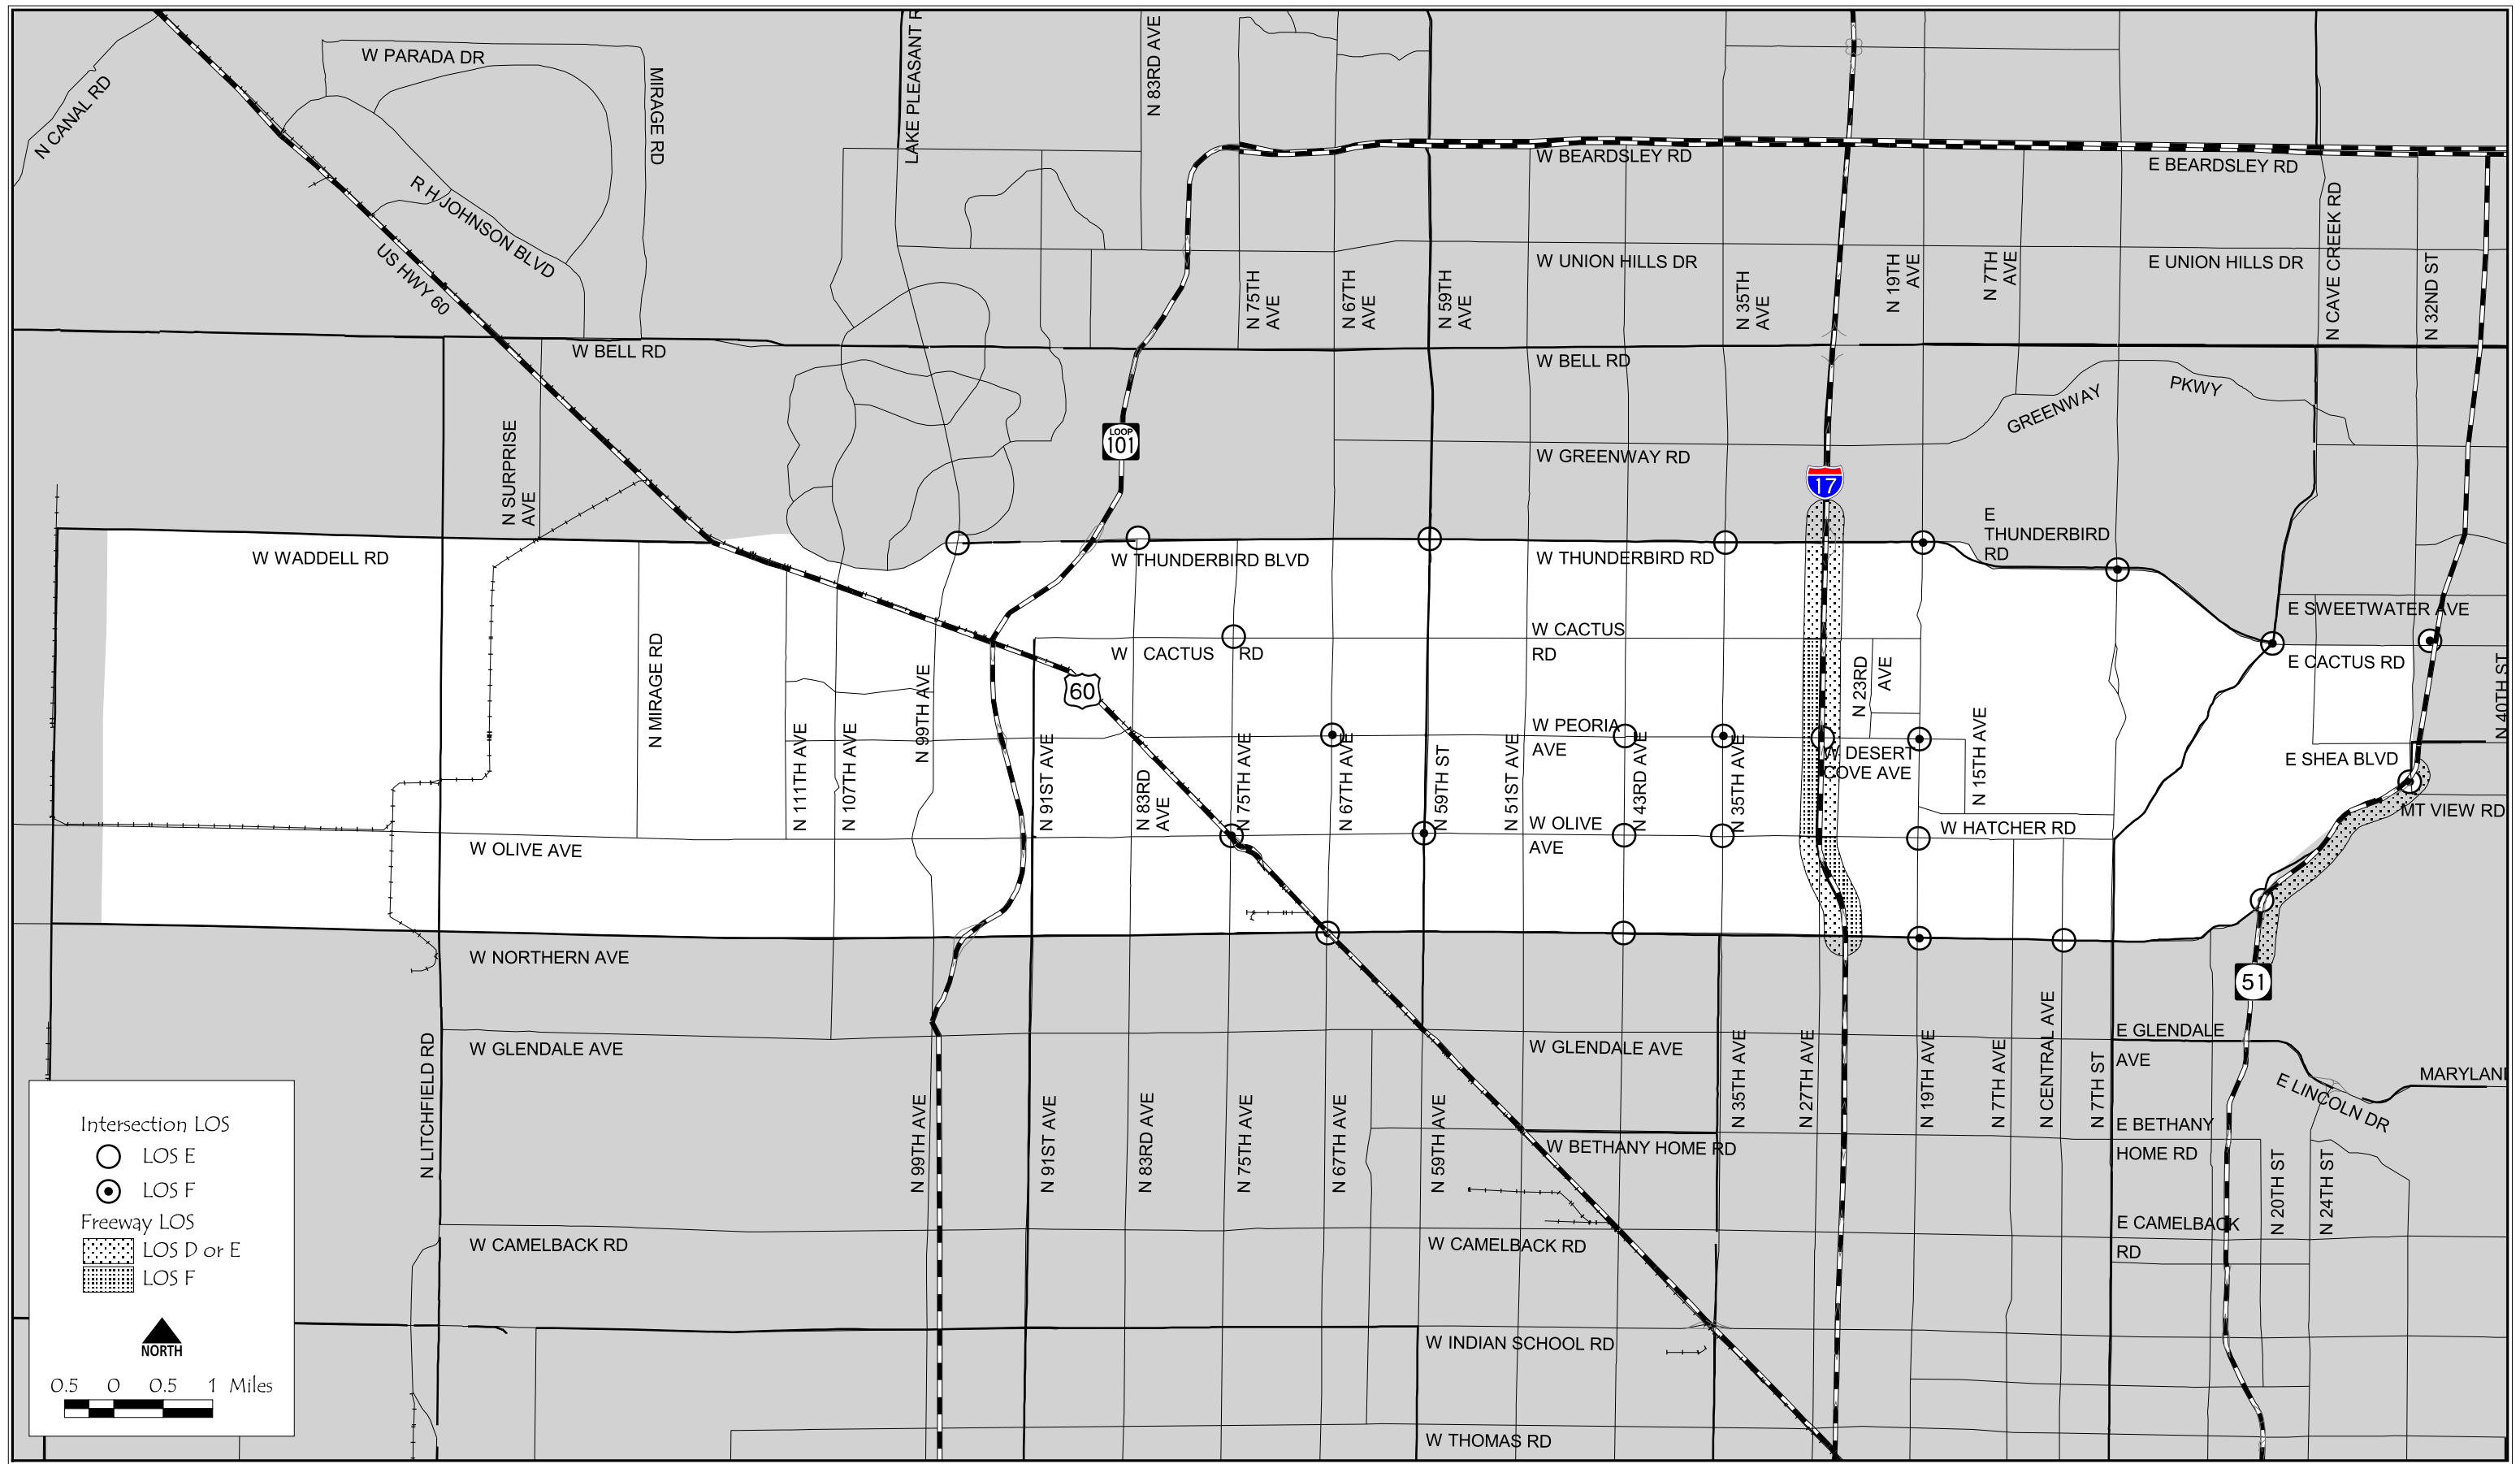 W PARADA DR
N CANAL RD
MIRAGE RD
LAKE PLEASANT R
N 83RD AVE
R H JOHNSON BLVD
US HWY 60
W BEARDSLEY RD
E BEARDSLEY RD
W UNION HILLS DR
E UNION HILLS DR
N 75TH
AVE
N 67TH
AVE
N 59TH
AVE
N 35TH
AVE
N 19TH
AVE
N 7TH
AVE
N CAVE CREEK RD
N 32ND ST
W BELL RD
W BELL RD
GREENWAY
PKWY
N SURPRISE
AVE
LOOP
101
W GREENWAY RD
17
E
THUNDERBIRD
RD
W WADDELL RD
W THUNDERBIRD BLVD
W THUNDERBIRD RD
E SWEETWATER AVE
W CACTUS
RD
W CACTUS RD
E CACTUS RD
N MIRAGE RD
60
N 99TH AVE
N 23RD
AVE
N 40TH ST
N 111TH AVE
N 107TH AVE
N 91ST AVE
N 83RD
AVE
N 75TH AVE
N 67TH AVE
N 59TH ST
N 51ST AVE
W PEORIA
AVE
N 43RD AVE
N 35TH AVE
W DESERT
COVE AVE
N 15TH AVE
E SHEA BLVD
MT VIEW RD
W OLIVE AVE
W OLIVE
AVE
W HATCHER RD
W NORTHERN AVE
51
N LITCHFIELD RD
W GLENDALE AVE
W GLENDALE AVE
E GLENDALE
AVE
N 35TH AVE
N 27TH AVE
N 19TH AVE
N 7TH AVE
N CENTRAL AVE
N 7TH ST
E LINCOLN DR
MARYLAN
N 99TH AVE
N 91ST AVE
N 83RD AVE
N 75TH AVE
N 67TH AVE
N 59TH AVE
W BETHANY HOME RD
E BETHANY
HOME RD
N 20TH ST
N 24TH ST
W CAMELBACK RD
W CAMELBACK RD
E CAMELBACK
RD
W INDIAN SCHOOL RD
W THOMAS RD
Intersection LOS
LOS E
LOS F
Freeway LOS
LOS D or E
LOS F
NORTH
0.5 0 0.5 1 Miles